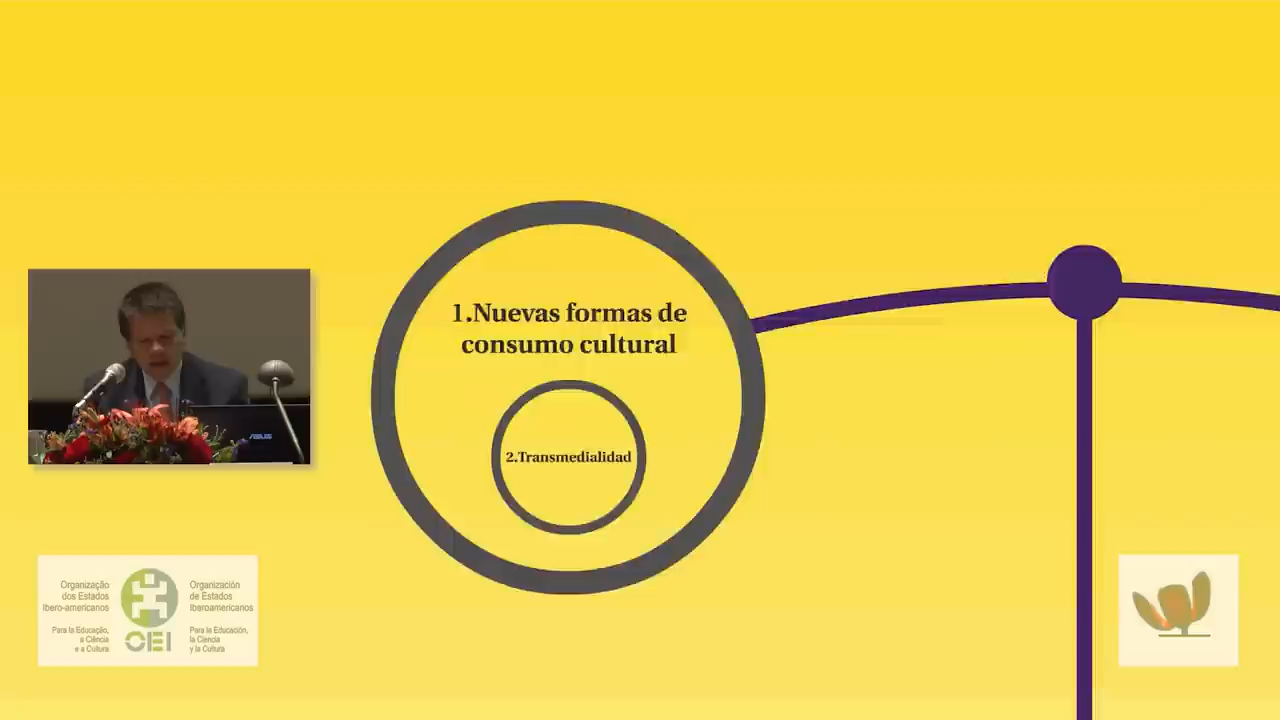 1.Nuevas formas de
consumo cultural
2.Transmedialidad
ASUS
Organização
dos Estados
Ibero-americanos
Para la Educação,
a Ciência
e a Cultura
OEI
Organización
de Estados
Iberoamericanos
Para la Educación,
la Ciencia
y la Cultura